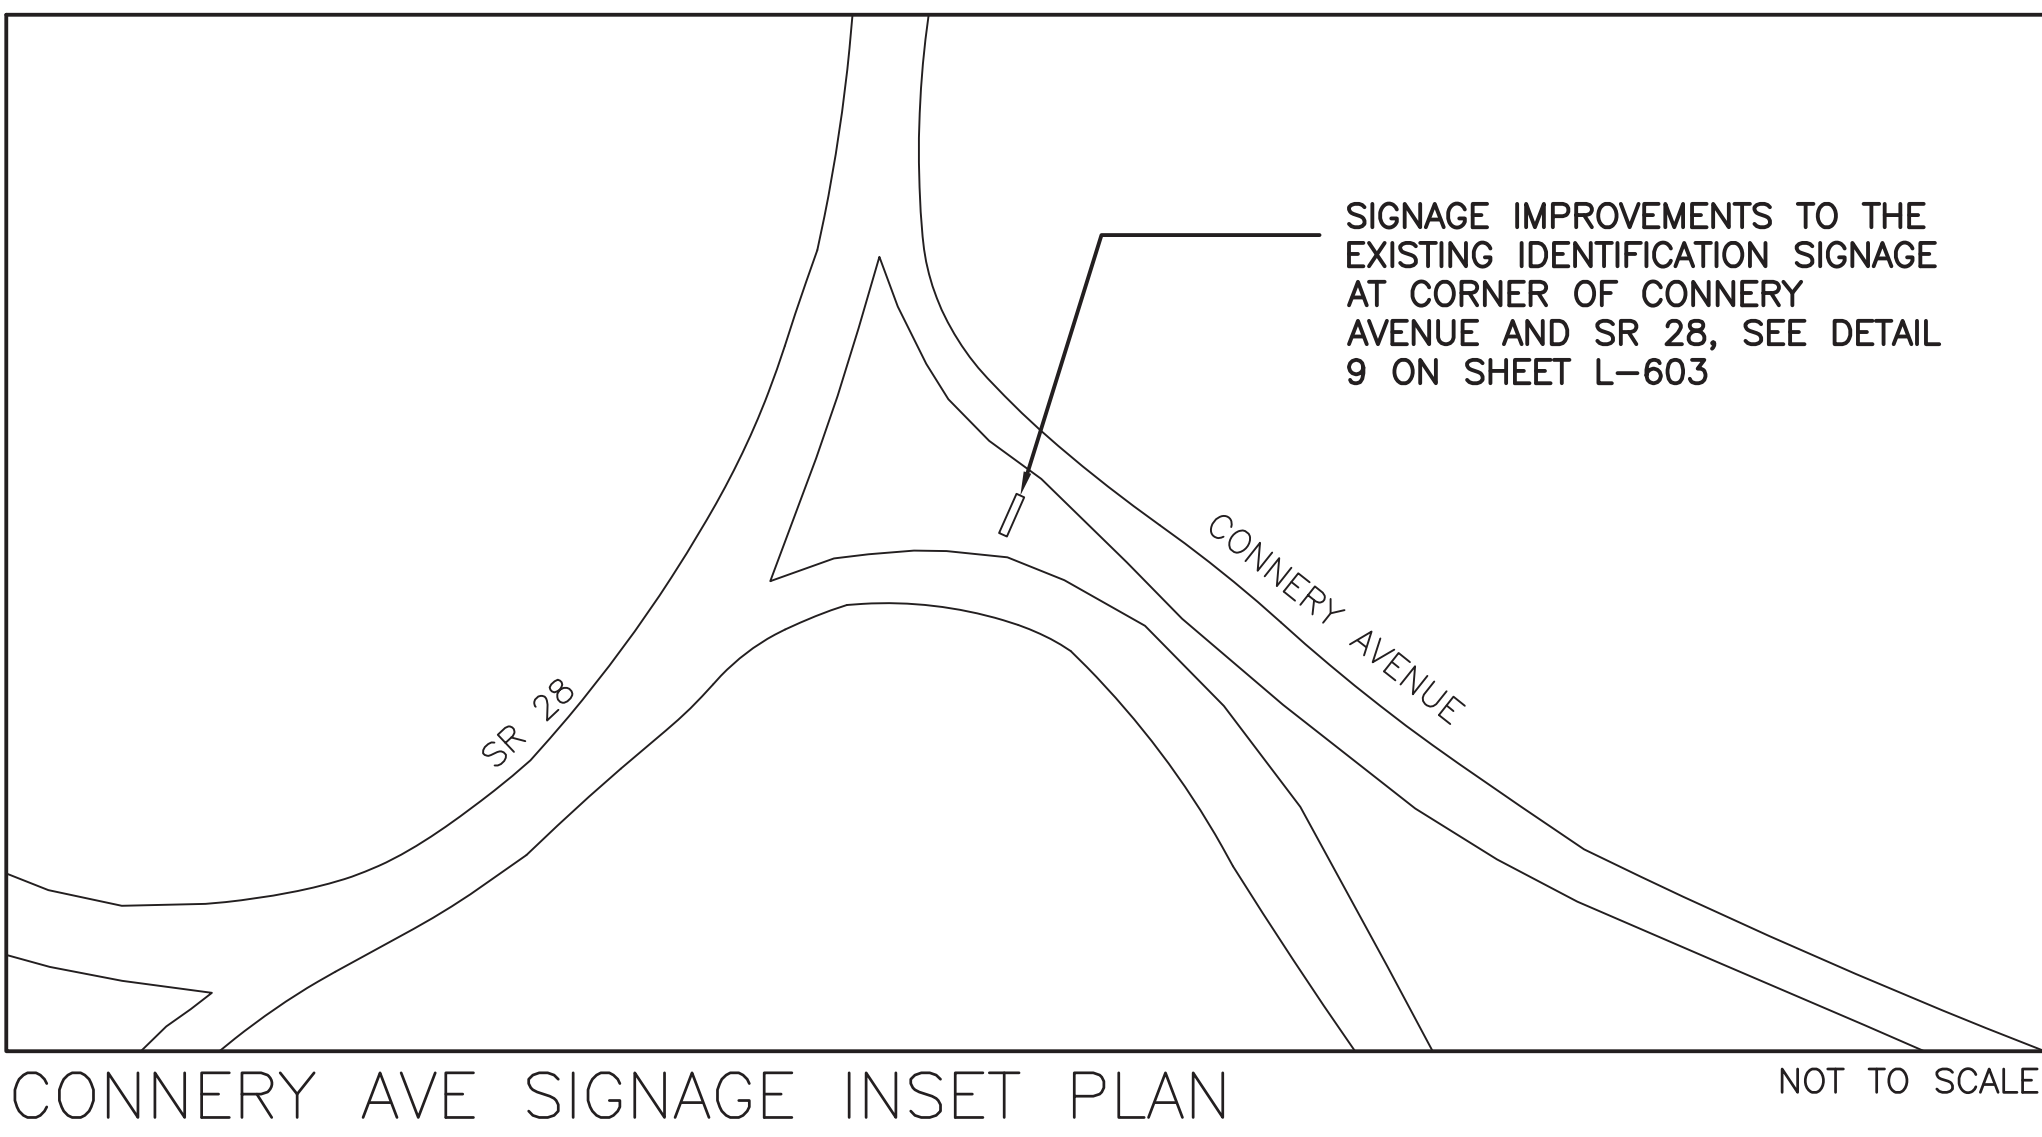 SIGNAGE IMPROVEMENTS TO THE
EXISTING IDENTIFICATION SIGNAGE
AT CORNER OF CONNERY
AVENUE AND SR 28, SEE DETAIL
9 ON SHEET L-603
CONNERY AVENUE
SR 28
CONNERY AVE SIGNAGE INSET PLAN
NOT TO SCALE